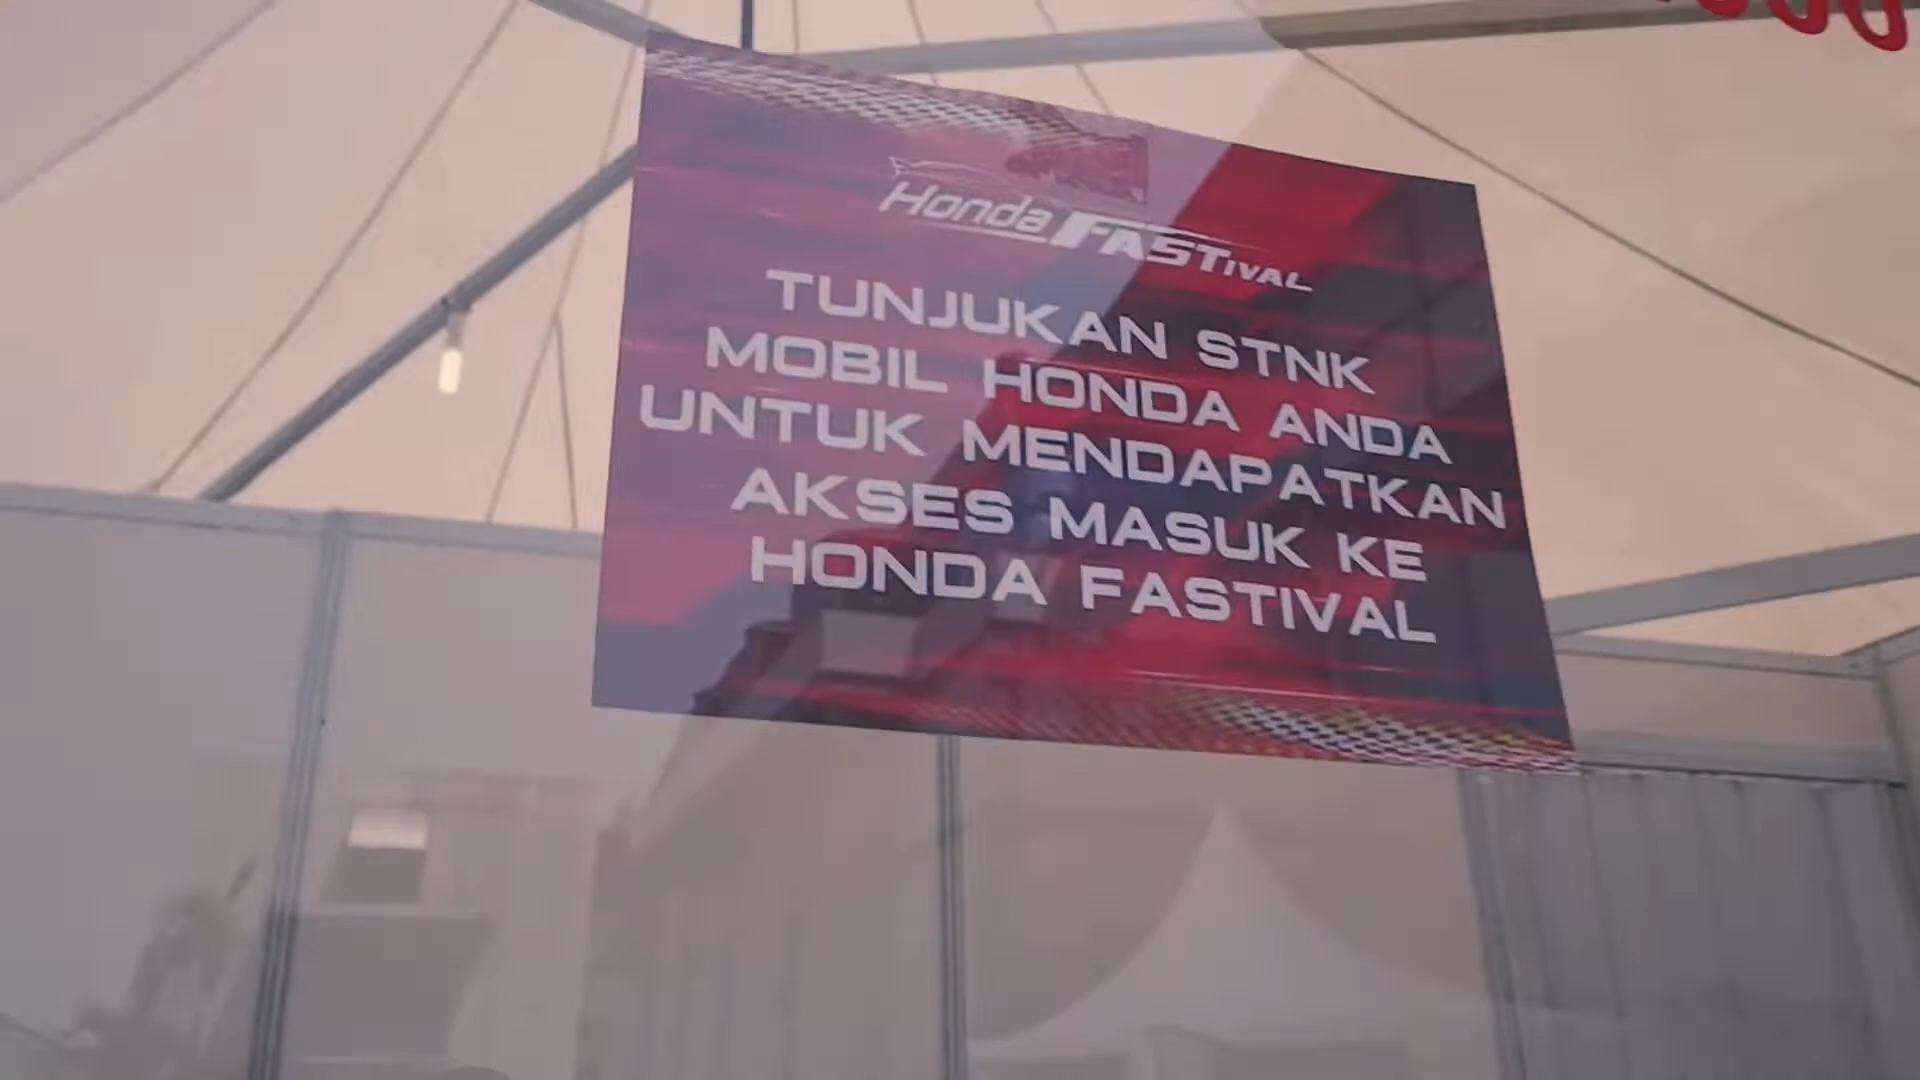 Honda FASTIVAL
TUNJUKAN STNK
MOBIL HONDA ANDA
UNTUK MENDAPATKAN
AKSES MASUK KE
HONDA FASTIVAL